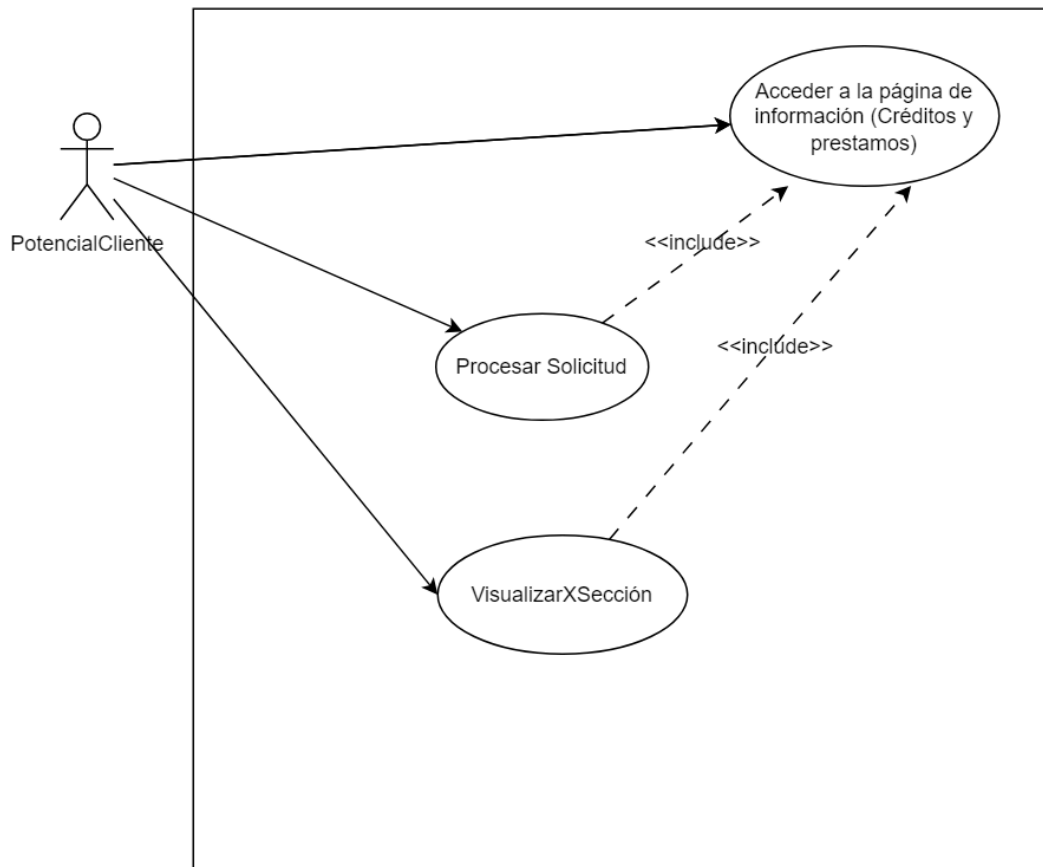 Acceder a la página de
información (Créditos y
prestamos)
PotencialCliente
<<include>>
<<include>>
Procesar Solicitud
VisualizarXSección